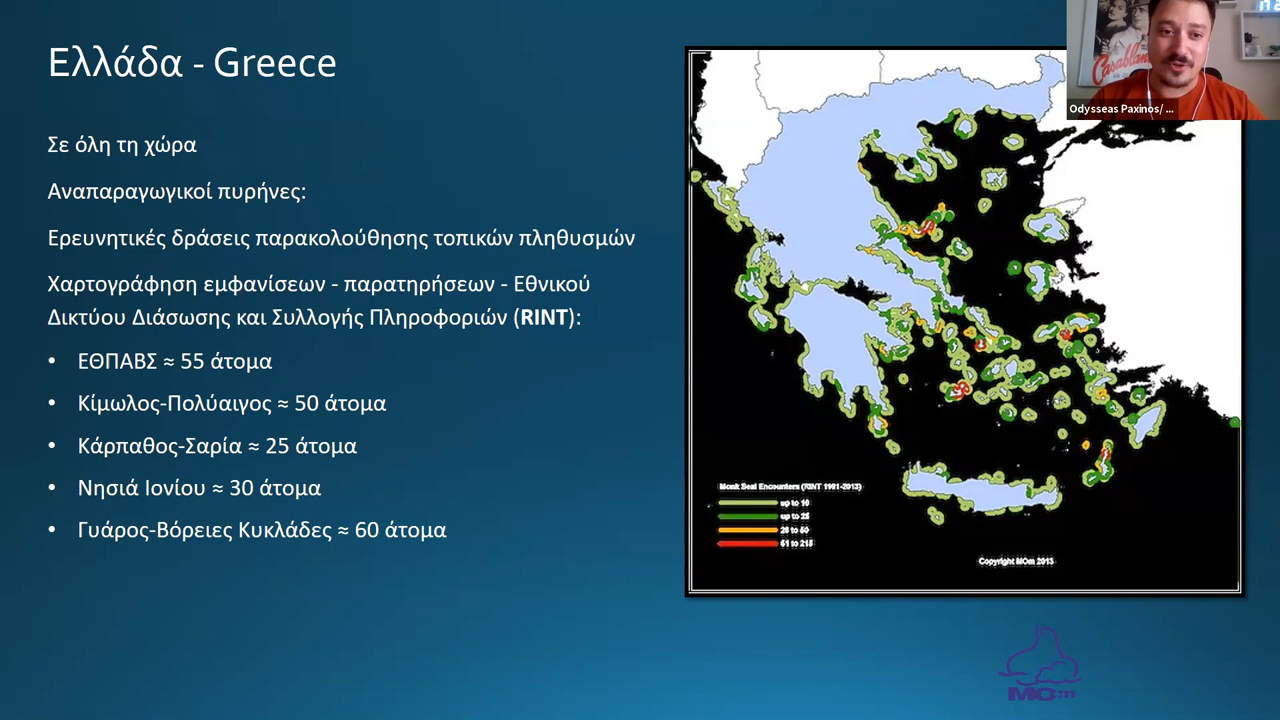 Ελλάδα - Greece
Σε όλη τη χώρα
Αναπαραγωγικοί πυρήνες:
Ερευνητικές δράσεις παρακολούθησης τοπικών πληθυσμών
Χαρτογράφηση εμφανίσεων - παρατηρήσεων - Εθνικού
Δικτύου Διάσωσης και Συλλογής Πληροφοριών (RINT):
• ΕΘΠΑΒΣ ≈ 55 άτομα
• Κίμωλος-Πολύαιγος ≈ 50 άτομα
• Κάρπαθος-Σαρία ≈ 25 άτομα
• Νησιά Ιονίου ≈ 30 άτομα
• Γυάρος-Βόρειες Κυκλάδες ≈ 60 άτομα
Casablan
Odysseas Paxinos/ ...
Monk Seal Encounters (RINT 1991-2013)
up to 10
up to 25
26 to 50
51 to 215
Copyright MOm 2013
MOm